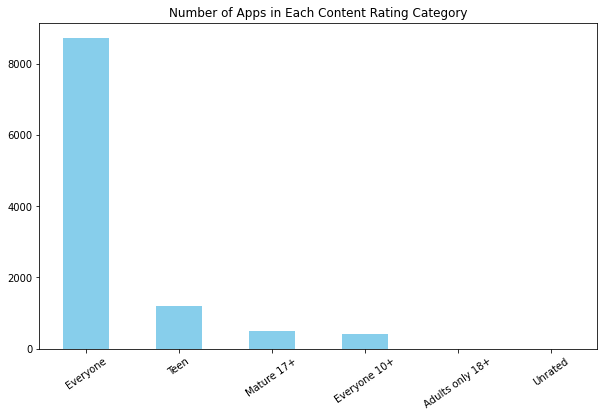 Number of Apps in Each Content Rating Category
8000
6000
4000
2000
0
Everyone
Teen
Mature 17+
Everyone 10+
Adults only 18+
Unrated